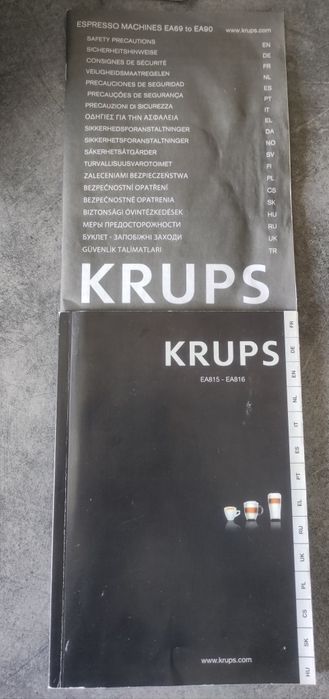 ESPRESSO MACHINES EA69 to EA90 www.krups.com
SAFETY PRECAUTIONS EN
SICHERHEITSHINWEISE DE
CONSIGNES DE SÉCURITÉ FR
VEILIGHEIDSMAATREGELEN NL
PRECAUCIONES DE SEGURIDAD ES
PRECAUÇÕES DE SEGURANÇA PT
PRECAUZIONI DI SICUREZZA IT
ΟΔΗΓΙΕΣ ΓΙΑ ΤΗΝ ΑΣΦΑΛΕΙΑ EL
SIKKERHEDSFORANSTALTNINGER DA
SIKKERHETSFORANSTALTNINGER NO
SÄKERHETSÅTGÄRDER SV
TURVALLISUUSVAROTOIMET FI
ZALECENIAMI BEZPIECZEŃSTWA PL
BEZPEČNOSTNÍ OPATŘENÍ CS
BEZPEČNOSTNÉ OPATRENIA SK
BIZTONSÁGI ÓVINTÉZKEDÉSEK HU
МЕРЫ ПРЕДОСТОРОЖНОСТИ RU
БУКЛЕТ - ЗАПОБІЖНІ ЗАХОДИ UK
GÜVENLİK TALİMATLARI TR
KRUPS
KRUPS
EA815 - EA816
www.krups.com
FR
DE
EN
NL
IT
ES
PT
EL
RU
UK
PL
CS
SK
HU